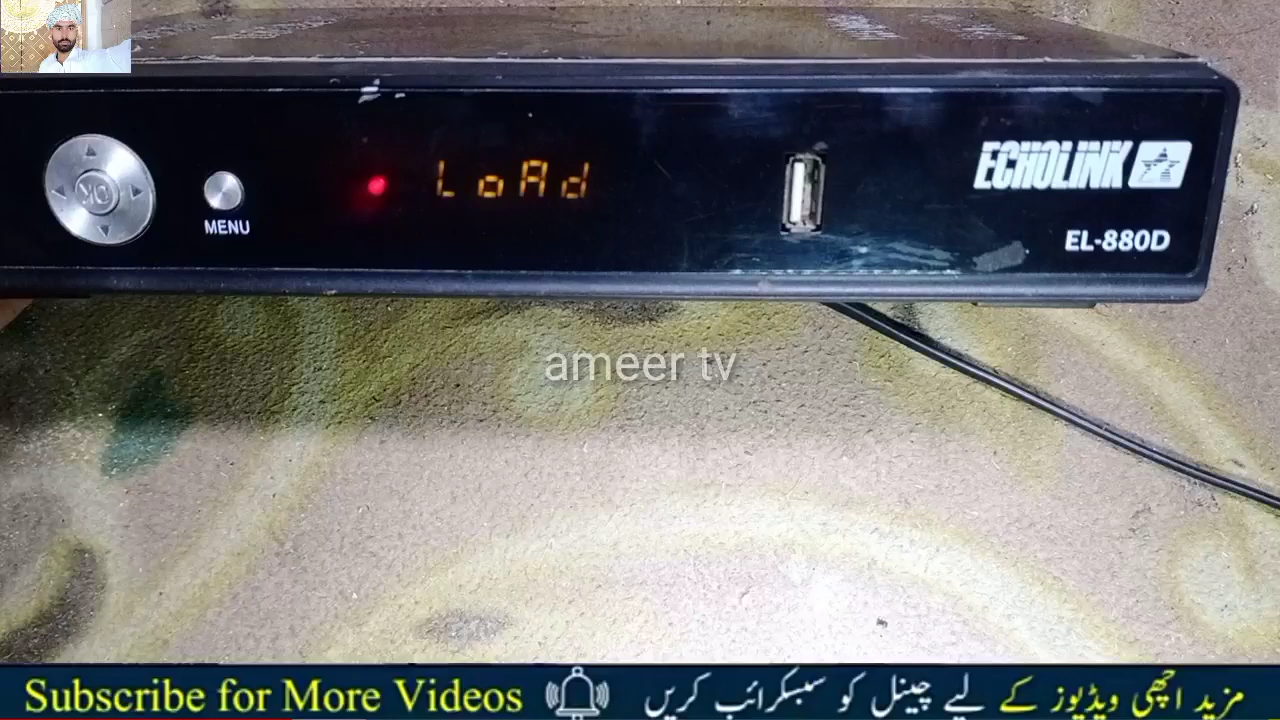 OK
MENU
LoAd
ECHOLINK
EL-880D
ameer tv
Subscribe for More Videos
مزید اچھی ویڈیوز کے لیے چینل کو سبسکرائب کریں